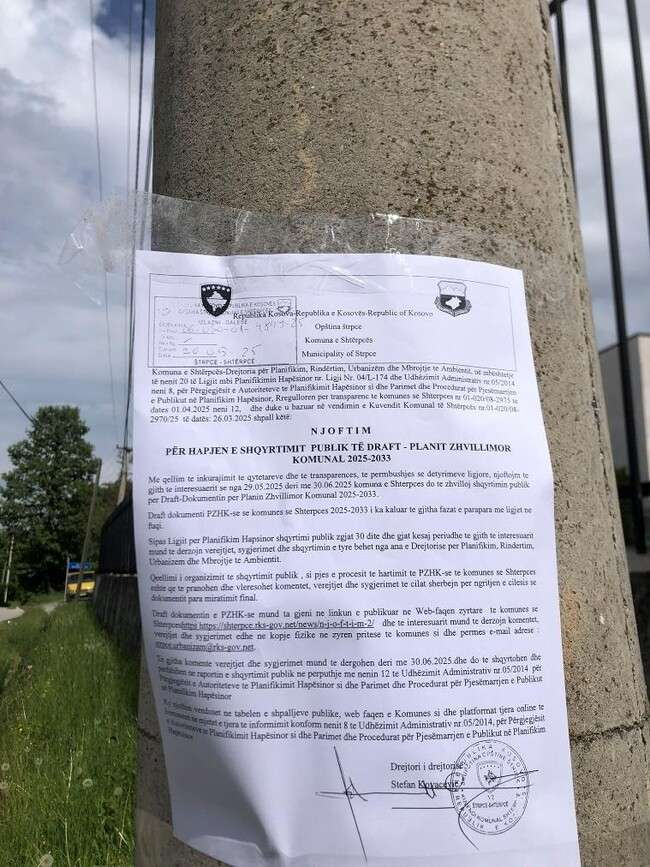 Republika Kosova-Republika e Kosovës-Republic of Kosovo
Opština štrpce
Komuna e Shtërpcës
Municipality of Strpce
IZLAZNI - DALËSE
20 05 25
ŠTRPCE - SHTËRPCË
Komuna e Shtërpcës-Drejtoria për Planifikim, Rindërtim, Urbanizëm dhe Mbrojtje te Ambientit, në mbështetje
të nenit 20 të Ligjit mbi Planifikimin Hapësinor nr. Ligji Nr. 04/L-174 dhe Udhëzimit Administrativ nr.05/2014
neni 8, për Përgjegjësit e Autoriteteve te Planifikimit Hapësinor si dhe Parimet dhe Procedurat për Pjesëmarrjen
e Publikut në Planifikim Hapësinor, Rregulloren per transparenc te komunes se Shterpces nr 01-020/08-2975 te
dates 01.04.2025 neni 12, dhe duke u bazuar në vendimin e Kuvendit Komunal të Shtërpcës nr.01-020/08-
2970/25 të datës: 26.03.2025 shpall këtë:
N J O F T I M
PËR HAPJEN E SHQYRTIMIT PUBLIK TË DRAFT - PLANIT ZHVILLIMOR
KOMUNAL 2025-2033
Me qellim te inkurajimit te qytetareve dhe te transparences, te permbushjes se detyrimeve ligjore, njoftojn te
gjith te interesuarit se nga 29.05.2025 deri me 30.06.2025 komuna e Shterpces do te zhvilloj shqyrtimin publik
per Draft-Dokumentin per Planin Zhvillimor Komunal 2025-2033.
Draft dokumenti PZHK-se se komunes se Shterpces 2025-2033 i ka kaluar te gjitha fazat e parapara me ligjet ne
fuqi.
Sipas Ligjit per Planifikim Hapsinor shqyrtimi publik zgjat 30 dite dhe gjat kesaj periudhe te gjith te interesuarit
mund te derzojn verejtjet, sygjerimet dhe shqyrtimin e tyre behet nga ana e Drejtorise per Planifikim, Rindertim,
Urbanizem dhe Mbrojtje te Ambientit.
Qellimi i organizimit te shqyrtimit publik , si pjes e procesit te hartimit te PZHK-se te komunes se Shterpces
eshte qe te pranohen dhe vleresohet komentet, verejtjet dhe sygjerimet te cilat sherbejn per ngritjen e cilesis se
dokumentit para miratimit final.
Draft dokumentin e PZHK-se mund ta gjeni ne linkun e publikuar ne Web-faqen zyrtare te komunes se
Shterpces https://shterpce.rks-gov.net/news/n-j-o-f-t-i-m-2/ dhe te interesuarit mund te derzojn komentet,
verejtjet dhe sygjerimet edhe ne kopje fizike ne zyren pritese te komunes si dhe permes e-mail adrese :
strpce.urbanizam@rks-gov.net.
Te gjitha komente verejtjet dhe sygjerimet mund te dergohen deri me 30.06.2025.dhe do te shqyrtohen dhe
perfshihen ne raportin e shqyrtimit publik ne perputhje me nenin 12 te Udhëzimit Administrativ nr.05/2014 për
Përgjegjësit e Autoriteteve te Planifikimit Hapësinor si dhe Parimet dhe Procedurat për Pjesëmarrjen e Publikut
në Planifikim Hapësinor
Ky njoftim vendoset ne tabelen e shpalljeve publike, web faqen e Komunes si dhe platformat tjera online te
komunes ne mjetet e tjera te informimit konform nenit 8 te Udhëzimit Administrativ nr.05/2014, për Përgjegjësit
e Autoriteteve te Planifikimit Hapësinor si dhe Parimet dhe Procedurat për Pjesëmarrjen e Publikut në Planifikim
Hapësinor
Drejtori i drejtorisë
Stefan Kovaçeviç